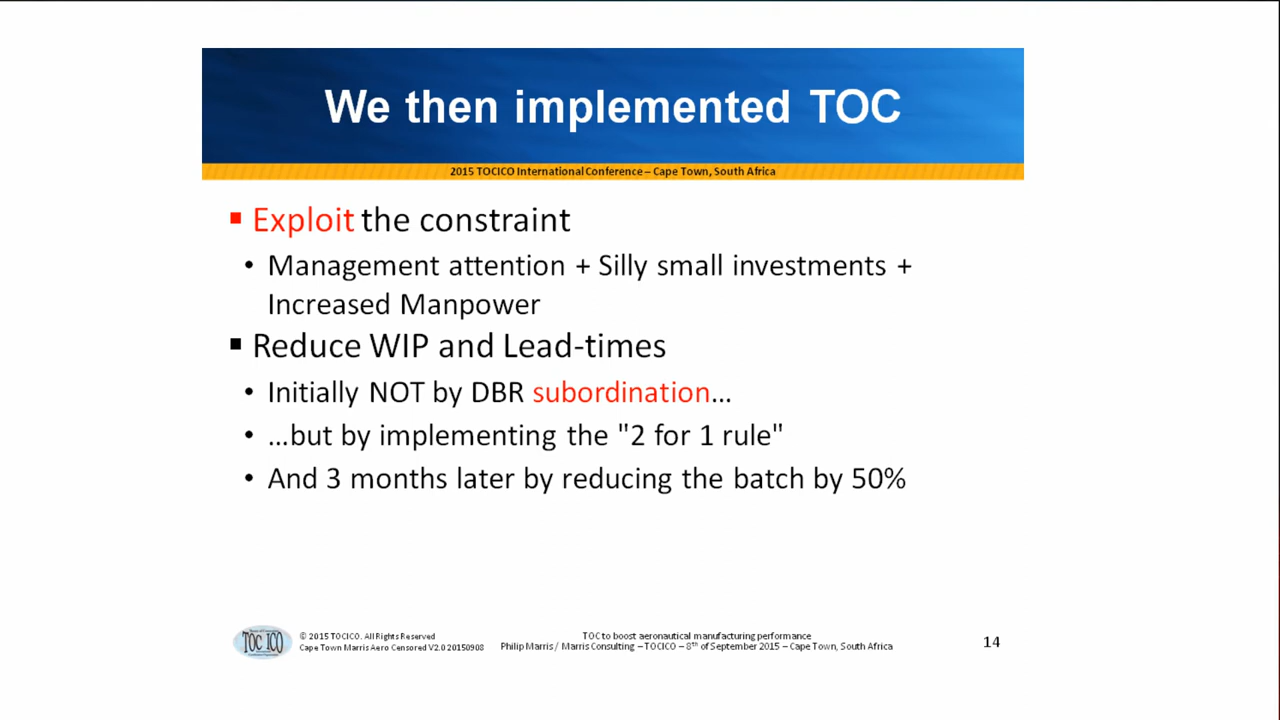 We then implemented TOC
2015 TOCICO International Conference – Cape Town, South Africa
▪ Exploit the constraint
• Management attention + Silly small investments +
Increased Manpower
▪ Reduce WIP and Lead-times
• Initially NOT by DBR subordination…
• …but by implementing the "2 for 1 rule"
• And 3 months later by reducing the batch by 50%
TOC ICO
© 2015 TOCICO. All Rights Reserved
Cape Town Marris Aero Censored V2.0 20150908
TOC to boost aeronautical manufacturing performance
Philip Marris / Marris Consulting – TOCICO – 8th of September 2015 – Cape Town, South Africa
14